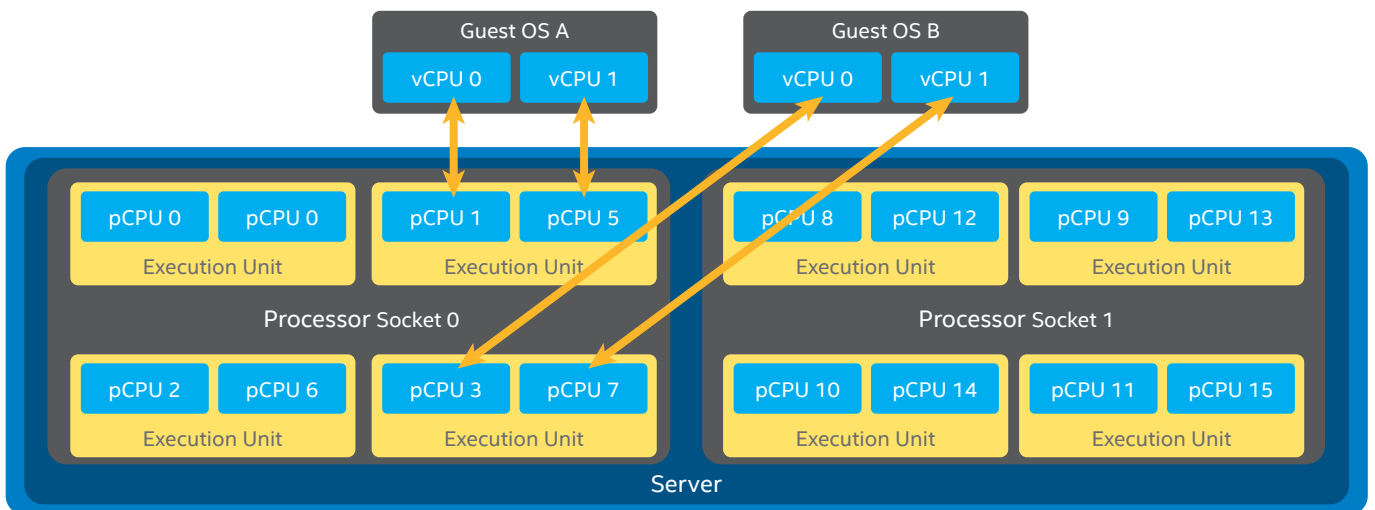 Guest OS A
Guest OS B
vCPU 0 vCPU 1
vCPU 0 vCPU 1
pCPU 0 pCPU 0
pCPU 1 pCPU 5
pCPU 8 pCPU 12
pCPU 9 pCPU 13
Execution Unit
Execution Unit
Execution Unit
Execution Unit
Processor Socket 0
Processor Socket 1
pCPU 2 pCPU 6
pCPU 3 pCPU 7
pCPU 10 pCPU 14
pCPU 11 pCPU 15
Execution Unit
Execution Unit
Execution Unit
Execution Unit
Server